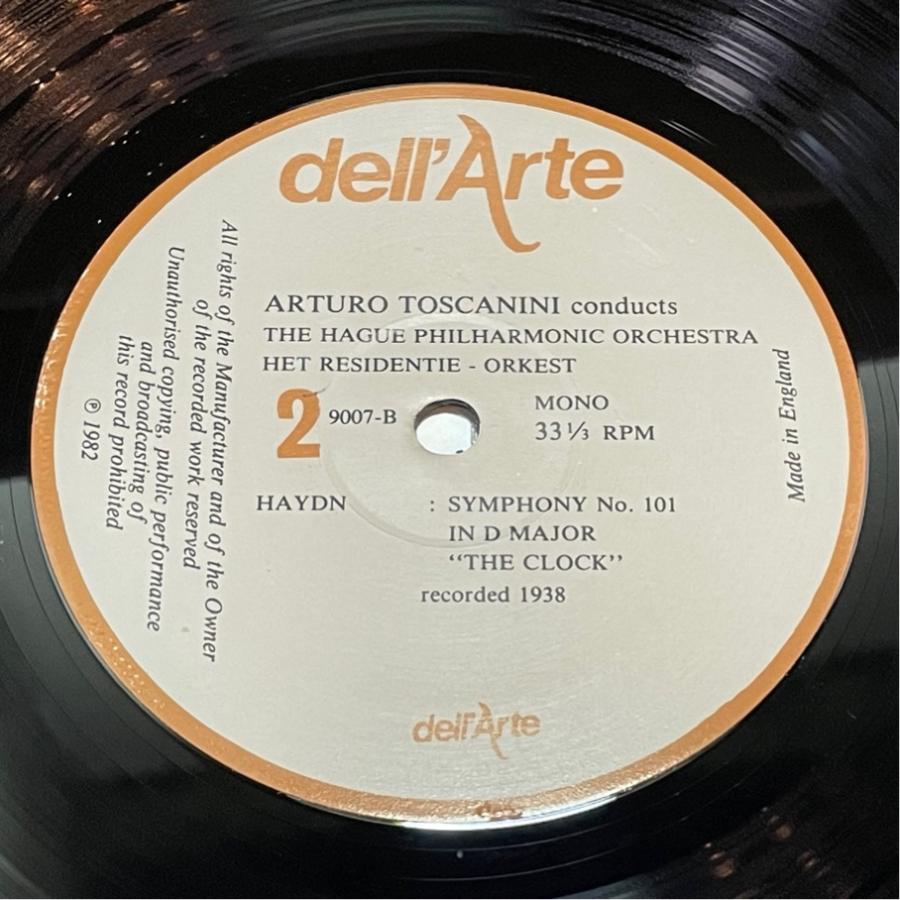 dell'Arte
ARTURO TOSCANINI conducts
THE HAGUE PHILHARMONIC ORCHESTRA
HET RESIDENTIE - ORKEST
2 9007-B
MONO
33⅓ RPM
HAYDN : SYMPHONY No. 101
IN D MAJOR
“THE CLOCK”
recorded 1938
dell'Arte
All rights of the Manufacturer and of the Owner
of the recorded work reserved
Unauthorised copying, public performance
and broadcasting of
this record prohibited
℗ 1982
Made in England